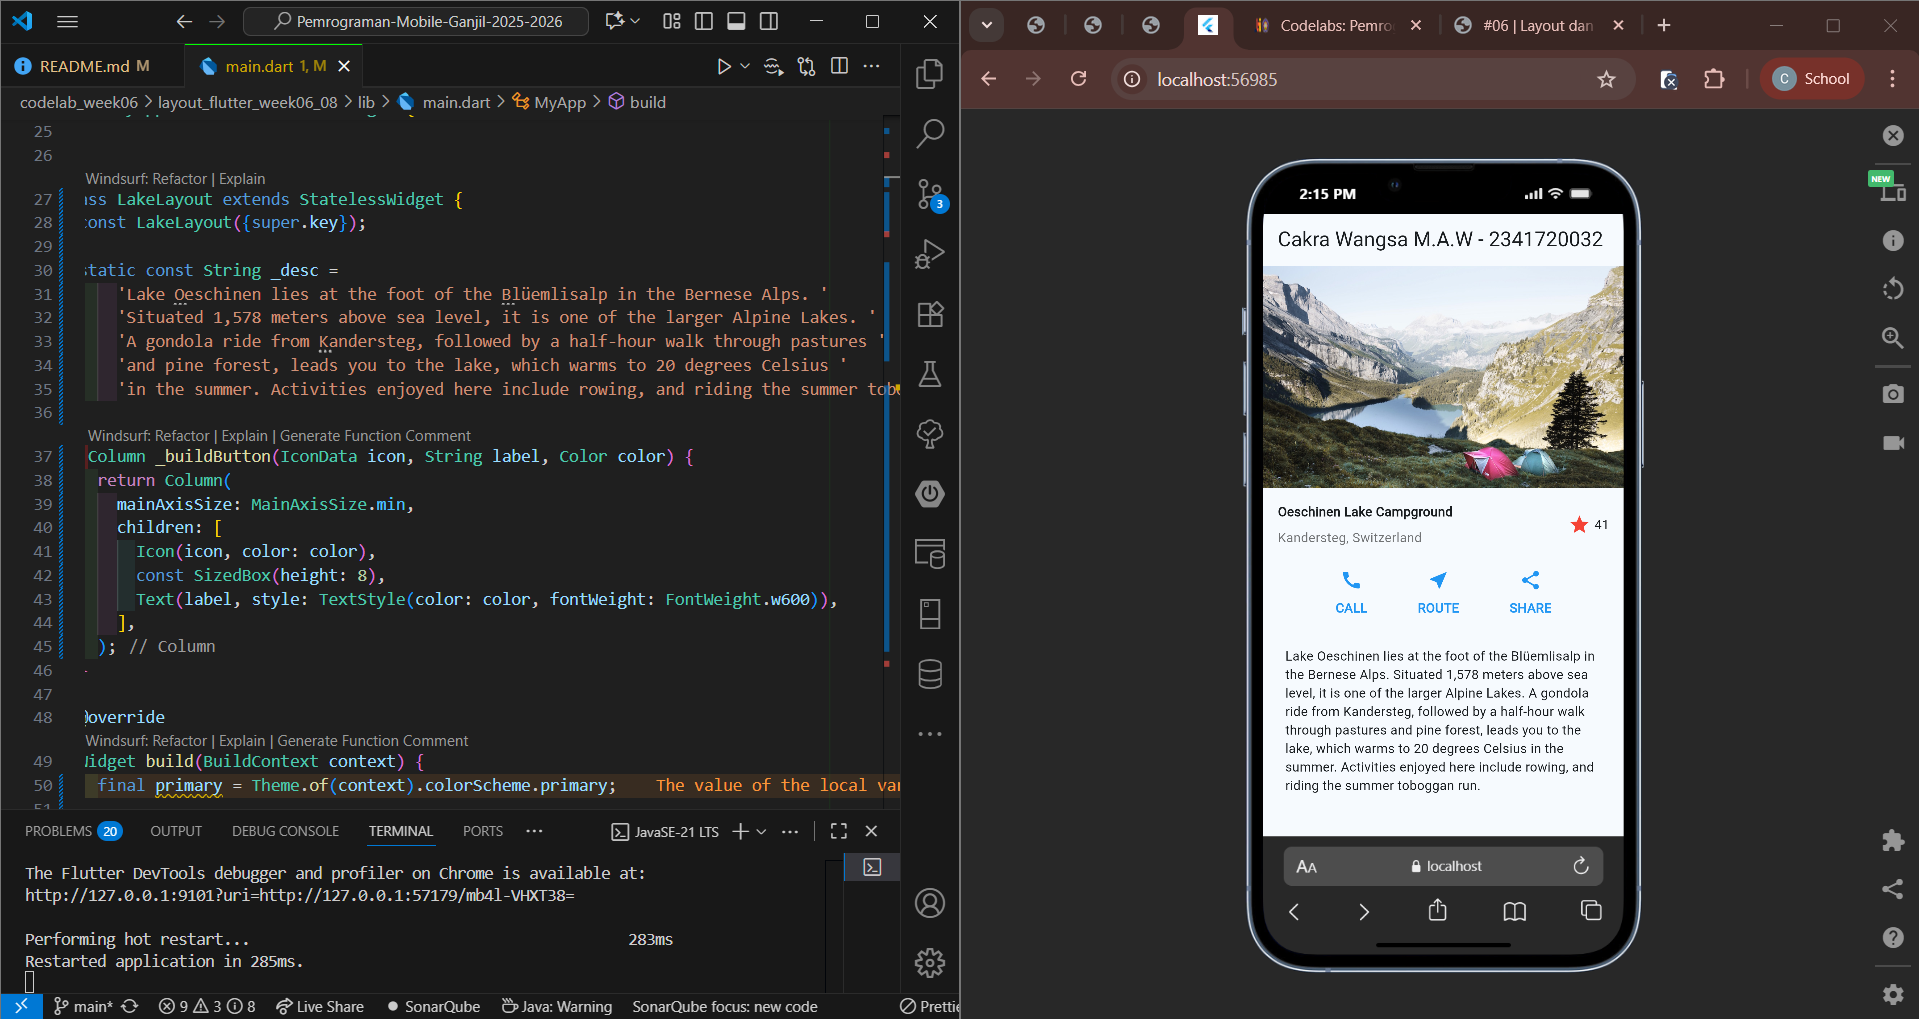 Pemrograman-Mobile-Ganjil-2025-2026
README.md M
main.dart 1, M
codelab_week06 > layout_flutter_week06_08 > lib > main.dart > MyApp > build
25
26
Windsurf: Refactor | Explain
27 ass LakeLayout extends StatelessWidget {
28 const LakeLayout({super.key});
29
30 static const String _desc =
31 'Lake Oeschinen lies at the foot of the Blüemlisalp in the Bernese Alps. '
32 'Situated 1,578 meters above sea level, it is one of the larger Alpine Lakes. '
33 'A gondola ride from Kandersteg, followed by a half-hour walk through pastures '
34 'and pine forest, leads you to the lake, which warms to 20 degrees Celsius '
35 'in the summer. Activities enjoyed here include rowing, and riding the summer tob
36
Windsurf: Refactor | Explain | Generate Function Comment
37 Column _buildButton(IconData icon, String label, Color color) {
38 return Column(
39 mainAxisSize: MainAxisSize.min,
40 children: [
41 Icon(icon, color: color),
42 const SizedBox(height: 8),
43 Text(label, style: TextStyle(color: color, fontWeight: FontWeight.w600)),
44 ],
45 ); // Column
46
47
48 @override
Windsurf: Refactor | Explain | Generate Function Comment
49 Widget build(BuildContext context) {
50 final primary = Theme.of(context).colorScheme.primary; The value of the local var
51
3
PROBLEMS 20 OUTPUT DEBUG CONSOLE TERMINAL PORTS ... JavaSE-21 LTS
The Flutter DevTools debugger and profiler on Chrome is available at:
http://127.0.0.1:9101?uri=http://127.0.0.1:57179/mb4l-VHXT38=
Performing hot restart... 283ms
Restarted application in 285ms.
main* 9 3 8 Live Share SonarQube Java: Warning SonarQube focus: new code Prettie
Codelabs: Pemro
#06 | Layout dan
localhost:56985
C School
NEW
2:15 PM
Cakra Wangsa M.A.W - 2341720032
Oeschinen Lake Campground
Kandersteg, Switzerland
41
CALL ROUTE SHARE
Lake Oeschinen lies at the foot of the Blüemlisalp in
the Bernese Alps. Situated 1,578 meters above sea
level, it is one of the larger Alpine Lakes. A gondola
ride from Kandersteg, followed by a half-hour walk
through pastures and pine forest, leads you to the
lake, which warms to 20 degrees Celsius in the
summer. Activities enjoyed here include rowing, and
riding the summer toboggan run.
AA localhost